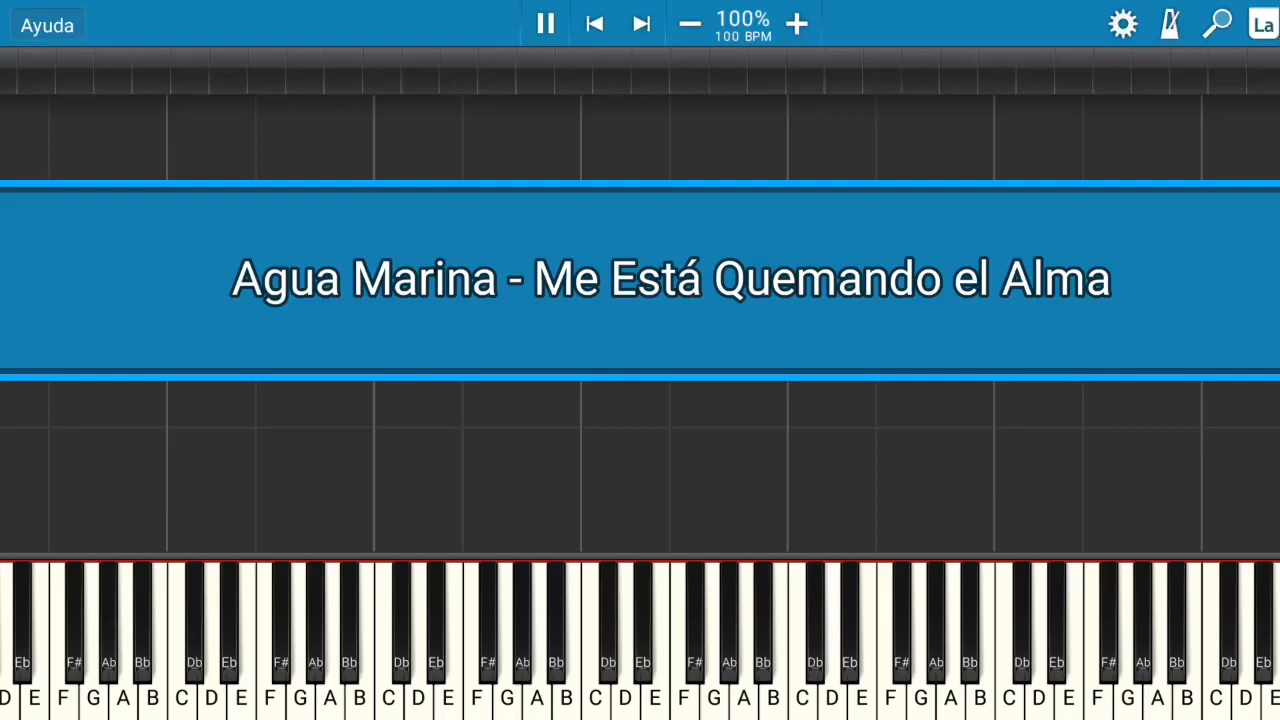 Ayuda
100%
100 BPM
La
Agua Marina - Me Está Quemando el Alma
Eb F# Ab Bb Db Eb F# Ab Bb Db Eb F# Ab Bb Db Eb F# Ab Bb Db Eb F# Ab Bb Db Eb F# Ab Bb Db Eb
D E F G A B C D E F G A B C D E F G A B C D E F G A B C D E F G A B C D E F G A B C D E